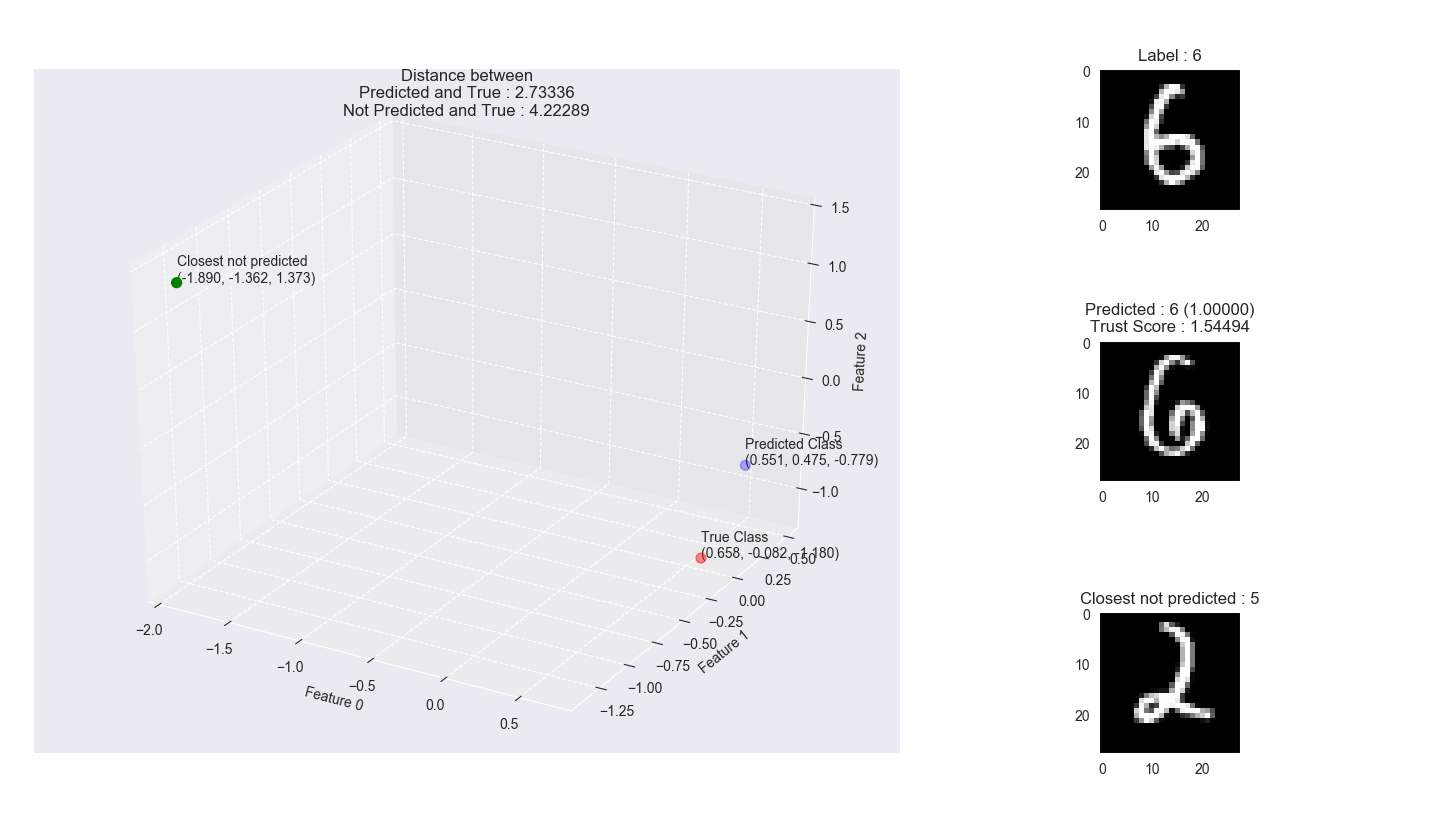 Distance between
Predicted and True : 2.73336
Not Predicted and True : 4.22289
Closest not predicted
(-1.890, -1.362, 1.373)
Predicted Class
(0.551, 0.475, -0.779)
True Class
(0.658, -0.082, -1.180)
1.5
1.0
0.5
0.0
−0.5
−1.0
Feature 2
0.50
0.25
0.00
−0.25
−0.50
−0.75
−1.00
−1.25
Feature 1
−2.0
−1.5
−1.0
−0.5
0.0
0.5
Feature 0
Label : 6
0
10
20
0 10 20
6
Predicted : 6 (1.00000)
Trust Score : 1.54494
0
10
20
0 10 20
6
Closest not predicted : 5
0
10
20
0 10 20
2